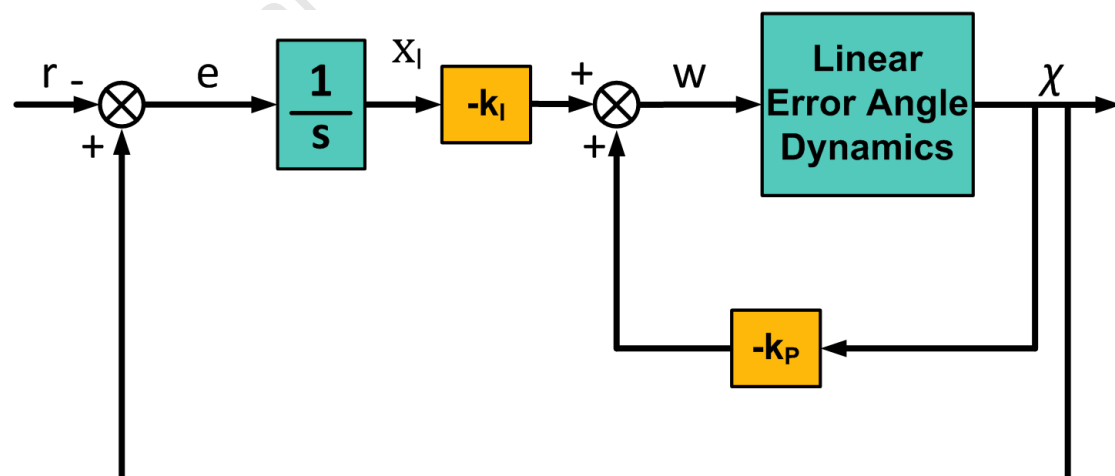 r
-
+
e
1
s
x_I
-k_I
+
+
w
Linear
Error Angle
Dynamics
χ
-k_P